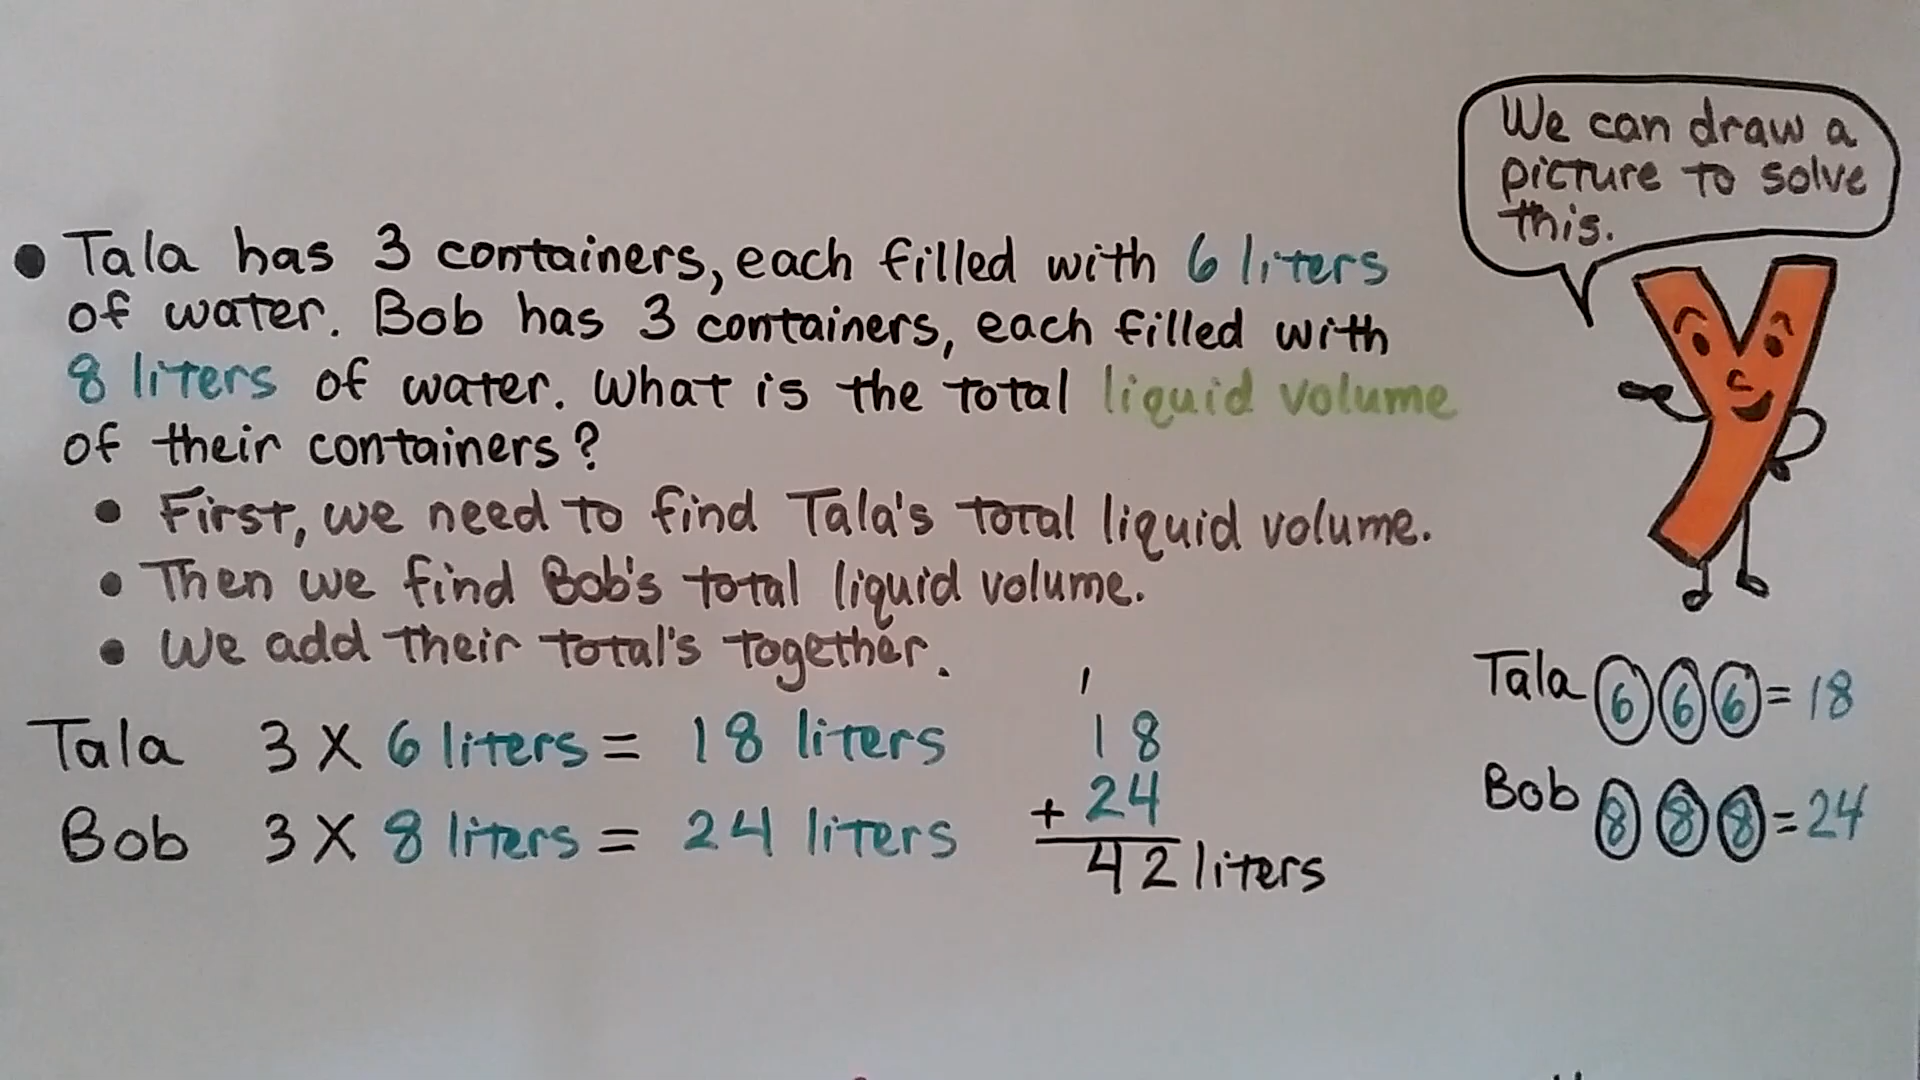 We can draw a
picture to solve
this.
• Tala has 3 containers, each filled with 6 liters
of water. Bob has 3 containers, each filled with
8 liters of water. What is the total liquid volume
of their containers?
• First, we need to find Tala's total liquid volume.
• Then we find Bob's total liquid volume.
• We add their total's together.
Tala 3 X 6 liters = 18 liters
Bob 3 X 8 liters = 24 liters
1
18
+ 24
42 liters
Tala 6 6 6 = 18
Bob 8 8 8 = 24